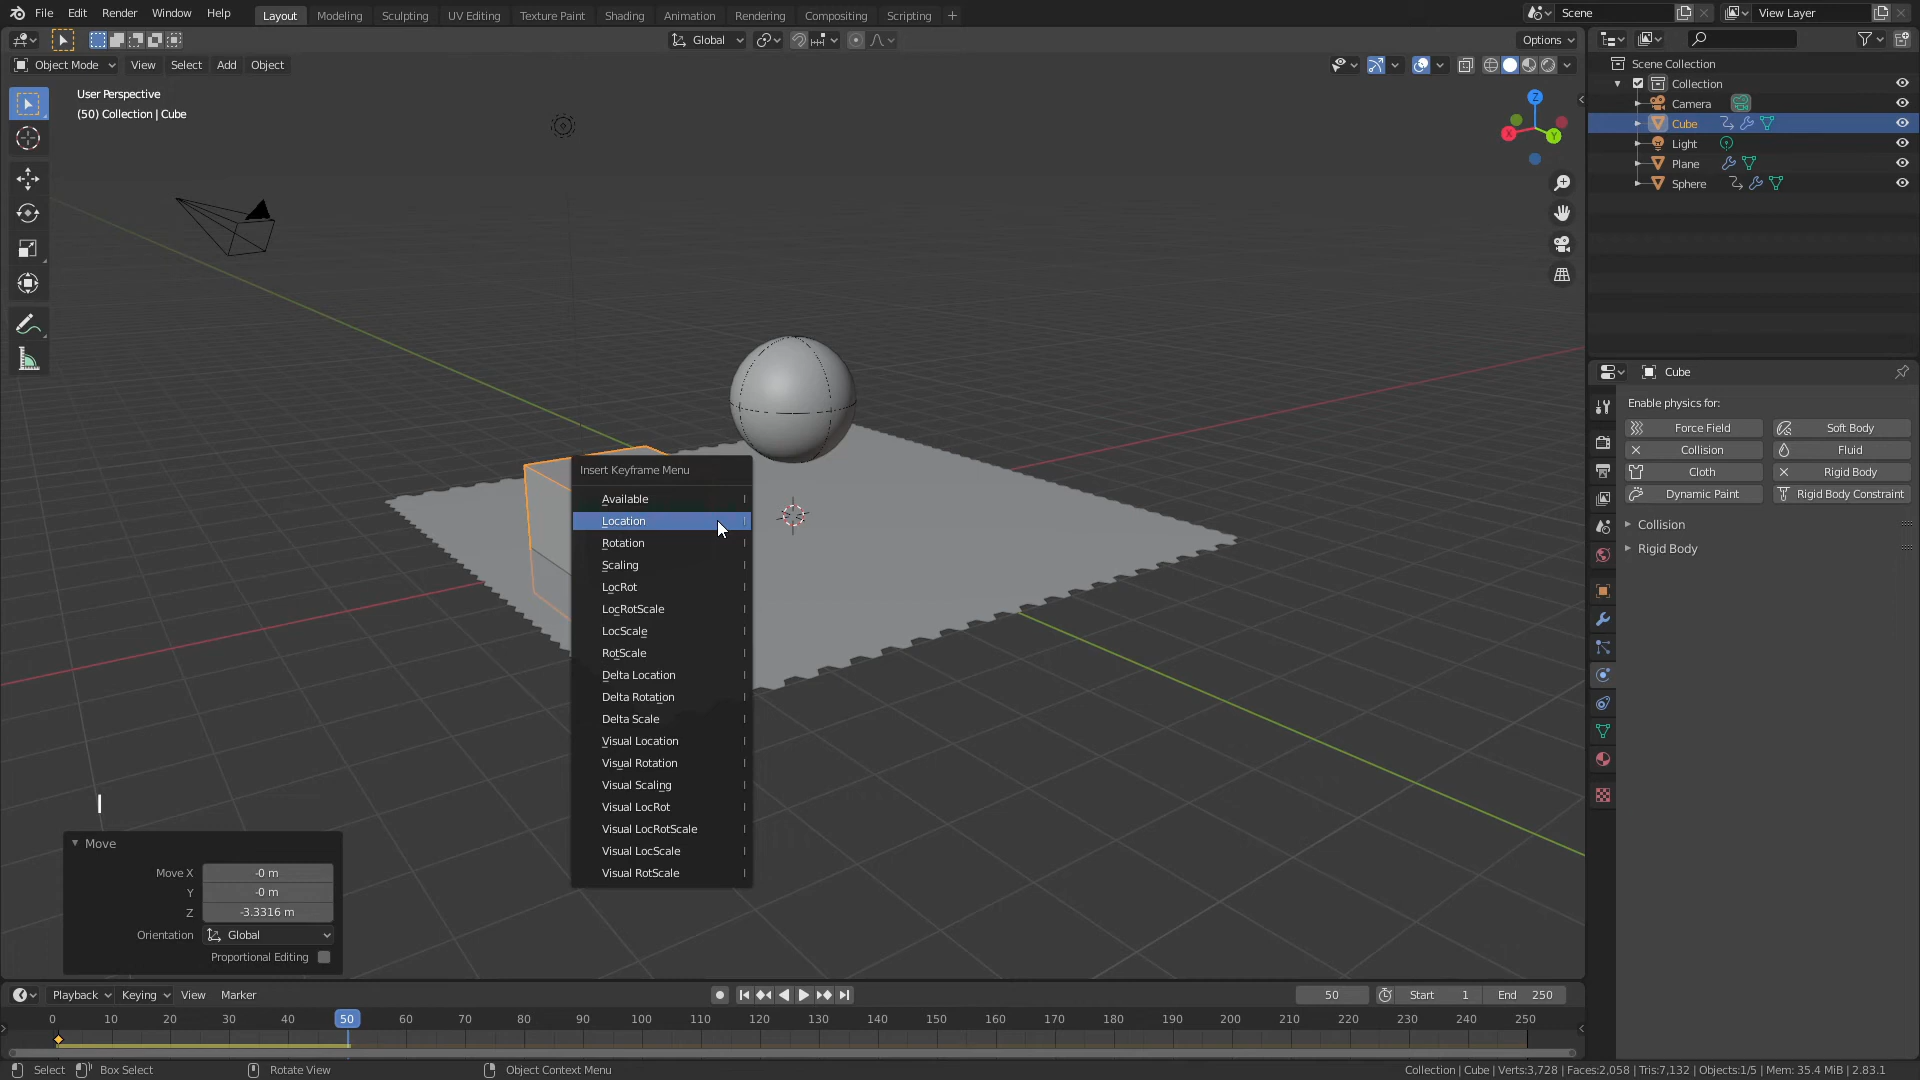 File Edit Render Window Help Layout Modeling Sculpting UV Editing Texture Paint Shading Animation Rendering Compositing Scripting + Scene View Layer
Global Options
Object Mode View Select Add Object
User Perspective
(50) Collection | Cube
Z
X
Y
Scene Collection
Collection
Camera
Cube
Light
Plane
Sphere
Cube
Enable physics for:
Force Field Soft Body
Collision Fluid
Cloth Rigid Body
Dynamic Paint Rigid Body Constraint
Collision
Rigid Body
Insert Keyframe Menu
Available I
Location I
Rotation I
Scaling I
LocRot I
LocRotScale I
LocScale I
RotScale I
Delta Location I
Delta Rotation I
Delta Scale I
Visual Location I
Visual Rotation I
Visual Scaling I
Visual LocRot I
Visual LocRotScale I
Visual LocScale I
Visual RotScale I
I
Move
Move X -0 m
Y -0 m
Z -3.3316 m
Orientation Global
Proportional Editing
Playback Keying View Marker 50 Start 1 End 250
0 10 20 30 40 50 60 70 80 90 100 110 120 130 140 150 160 170 180 190 200 210 220 230 240 250
Select Box Select Rotate View Object Context Menu Collection | Cube | Verts:3,728 | Faces:2,058 | Tris:7,132 | Objects:1/5 | Mem: 35.4 MiB | 2.83.1